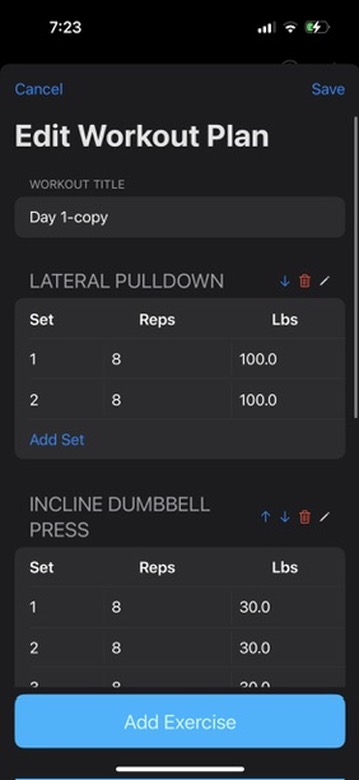 7:23
Cancel
Save
Edit Workout Plan
WORKOUT TITLE
Day 1-copy
LATERAL PULLDOWN
Set Reps Lbs
1 8 100.0
2 8 100.0
Add Set
INCLINE DUMBBELL
PRESS
Set Reps Lbs
1 8 30.0
2 8 30.0
3 8 30.0
Add Exercise